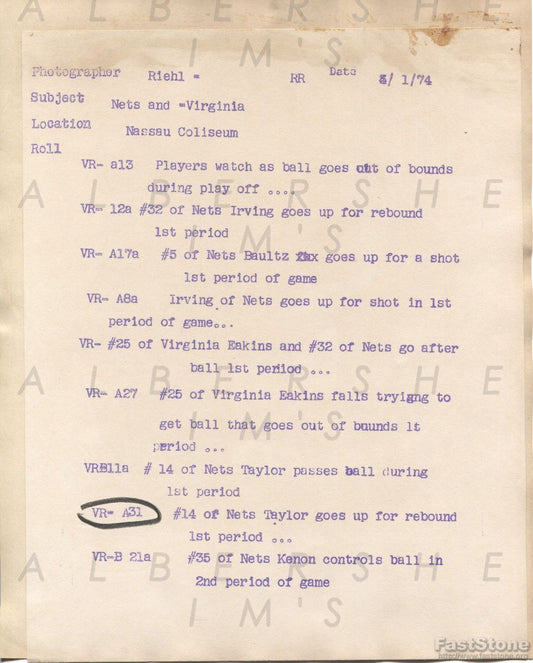 Photographer Riehl = RR Date 3/ 1/74
Subject Nets and =Virginia
Location Nassau Coliseum
Roll
VR- a13 Players watch as ball goes out of bounds
during play off ....
VR- 12a #32 of Nets Irving goes up for rebound
1st period
VR- A17a #5 of Nets Baultz goes up for a shot
1st period of game
VR- A8a Irving of Nets goes up for shot in 1st
period of game...
VR- #25 of Virginia Eakins and #32 of Nets go after
ball 1st period ...
VR- A27 #25 of Virginia Eakins falls tryigng to
get ball that goes out of bounds 1t
period ...
VRB11a # 14 of Nets Taylor passes ball during
1st period
VR- A31 #14 of Nets Taylor goes up for rebound
1st period ...
VR-B 21a #35 of Nets Kenon controls ball in
2nd period of game
ALBERSHEIM'S
ALBERSHEIM'S
ALBERSHEIM'S
ALBERSHEIM'S
FastStone